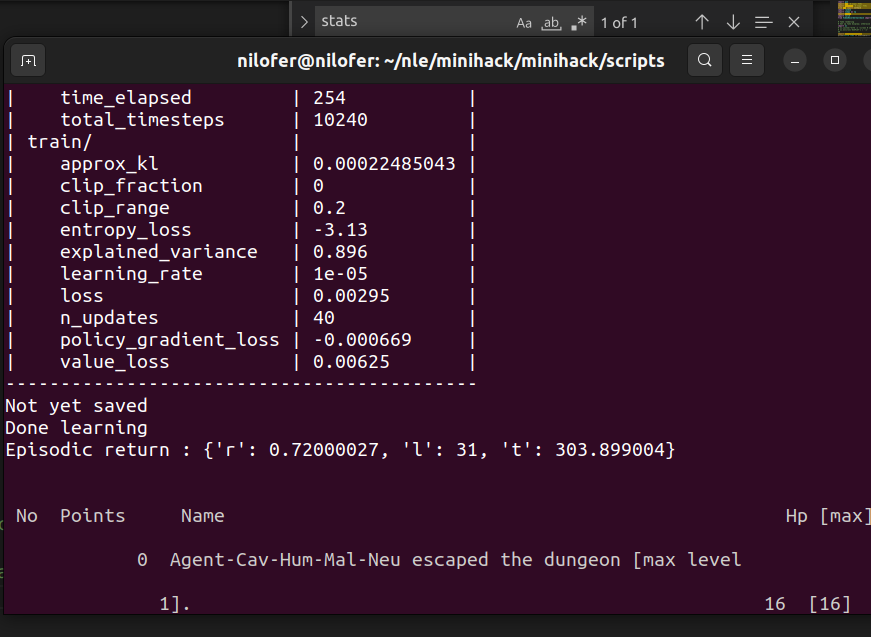 stats Aa ab .* 1 of 1
nilofer@nilofer: ~/nle/minihack/minihack/scripts
| time_elapsed | 254 |
| total_timesteps | 10240 |
| train/ | |
| approx_kl | 0.00022485043 |
| clip_fraction | 0 |
| clip_range | 0.2 |
| entropy_loss | -3.13 |
| explained_variance | 0.896 |
| learning_rate | 1e-05 |
| loss | 0.00295 |
| n_updates | 40 |
| policy_gradient_loss | -0.000669 |
| value_loss | 0.00625 |
-------------------------------------------
Not yet saved
Done learning
Episodic return : {'r': 0.72000027, 'l': 31, 't': 303.899004}
No Points Name Hp [max]
0 Agent-Cav-Hum-Mal-Neu escaped the dungeon [max level
1]. 16 [16]